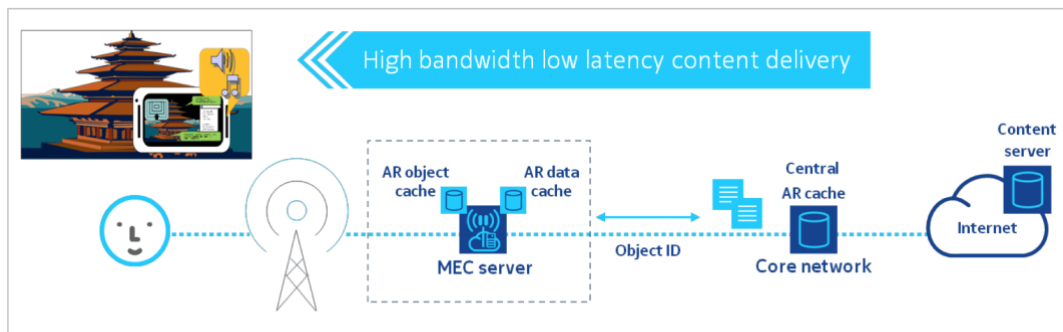 High bandwidth low latency content delivery
Content
server
AR object
cache
AR data
cache
Central
AR cache
Internet
Object ID
MEC server
Core network